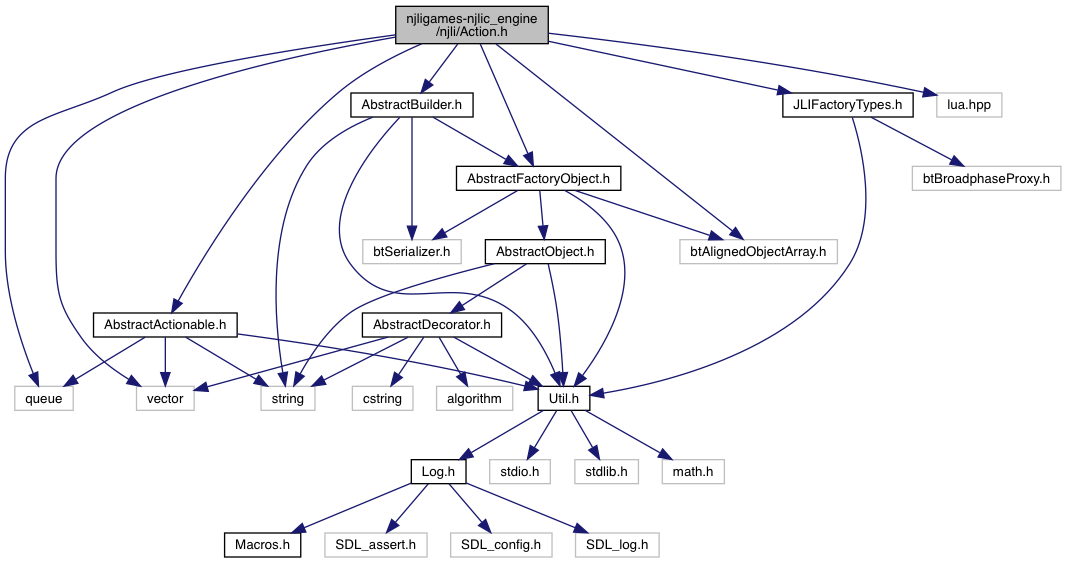 njligames-njlic_engine
/njli/Action.h
AbstractBuilder.h
JLIFactoryTypes.h
lua.hpp
AbstractFactoryObject.h
btBroadphaseProxy.h
btSerializer.h
AbstractObject.h
btAlignedObjectArray.h
AbstractActionable.h
AbstractDecorator.h
queue
vector
string
cstring
algorithm
Util.h
Log.h
stdio.h
stdlib.h
math.h
Macros.h
SDL_assert.h
SDL_config.h
SDL_log.h